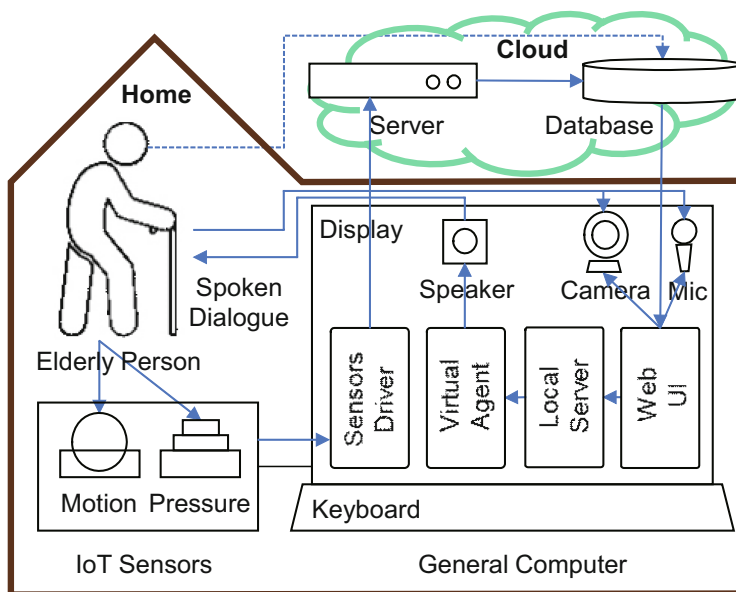 Cloud
Home
Server
Database
Display
Spoken
Dialogue
Speaker
Camera
Mic
Elderly Person
Sensors
Driver
Virtual
Agent
Local
Server
Web
UI
Motion
Pressure
Keyboard
IoT Sensors
General Computer